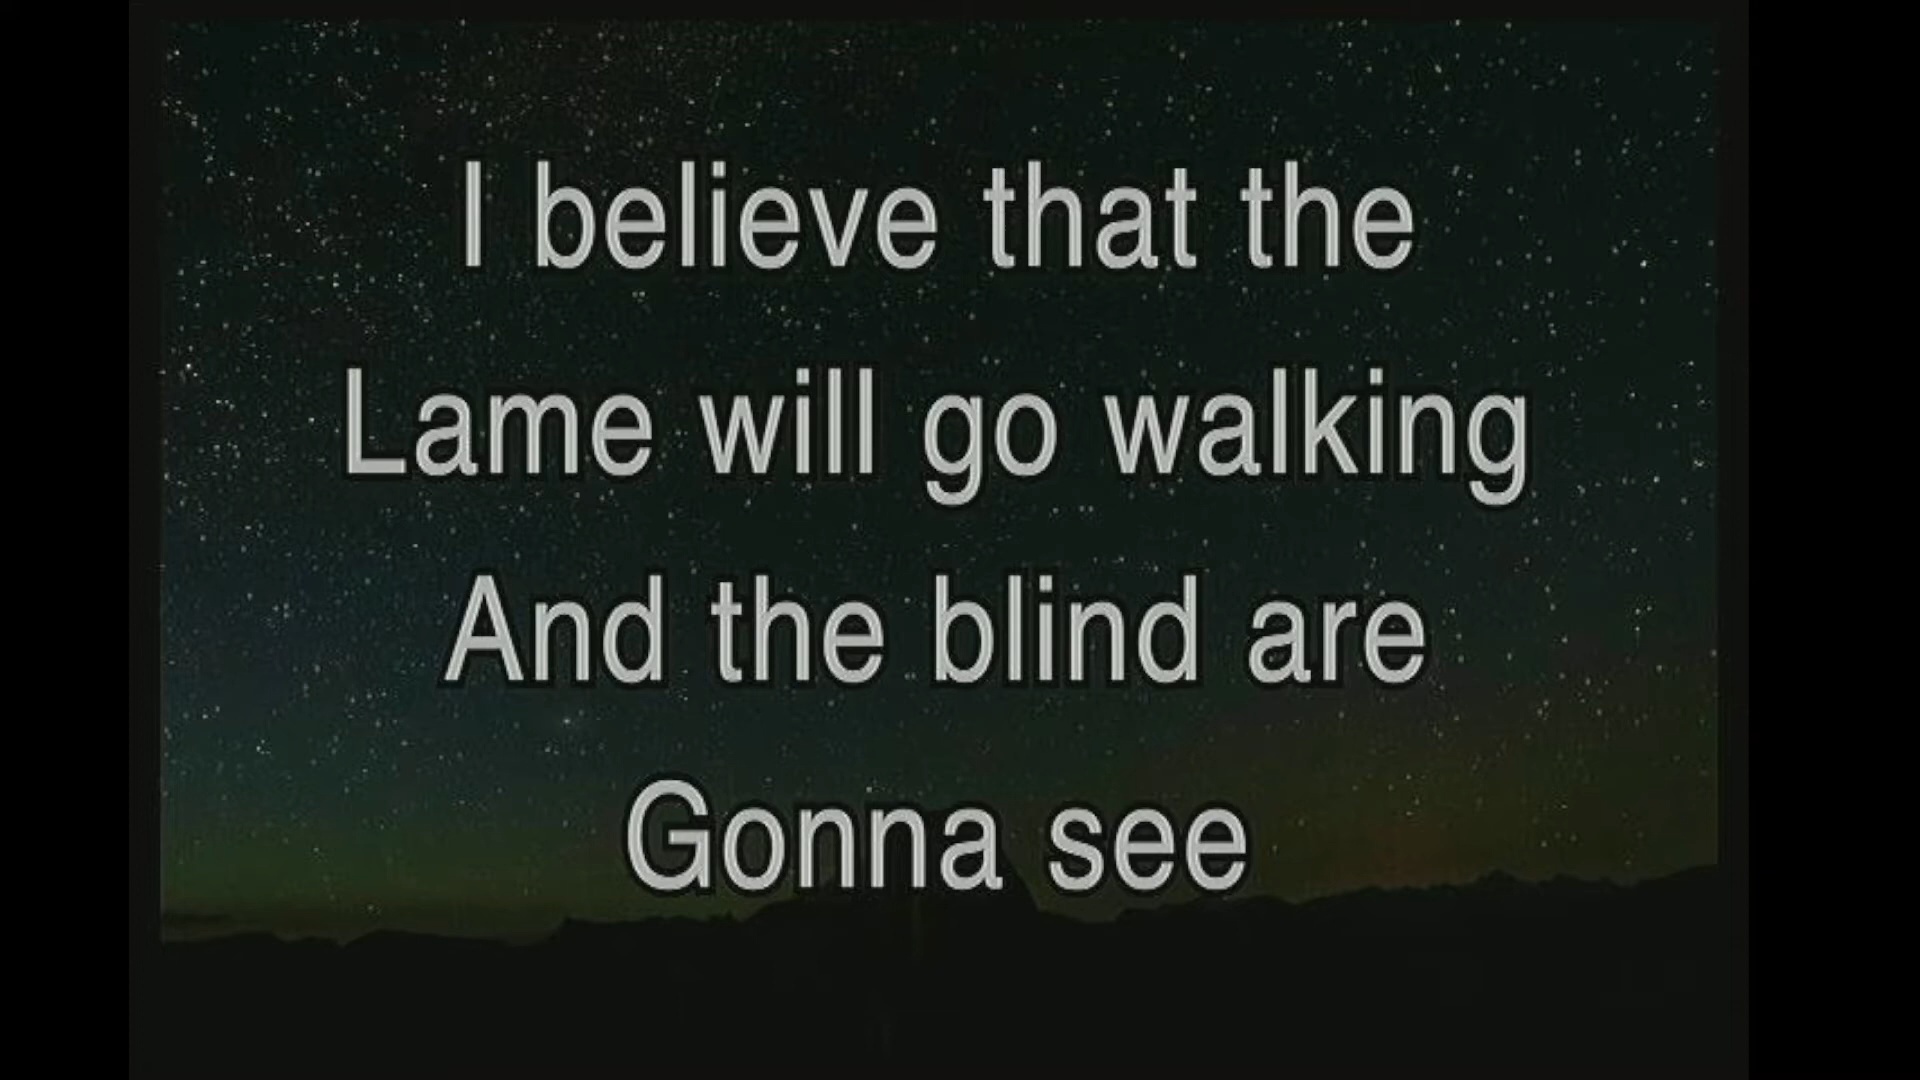 I believe that the
Lame will go walking
And the blind are
Gonna see